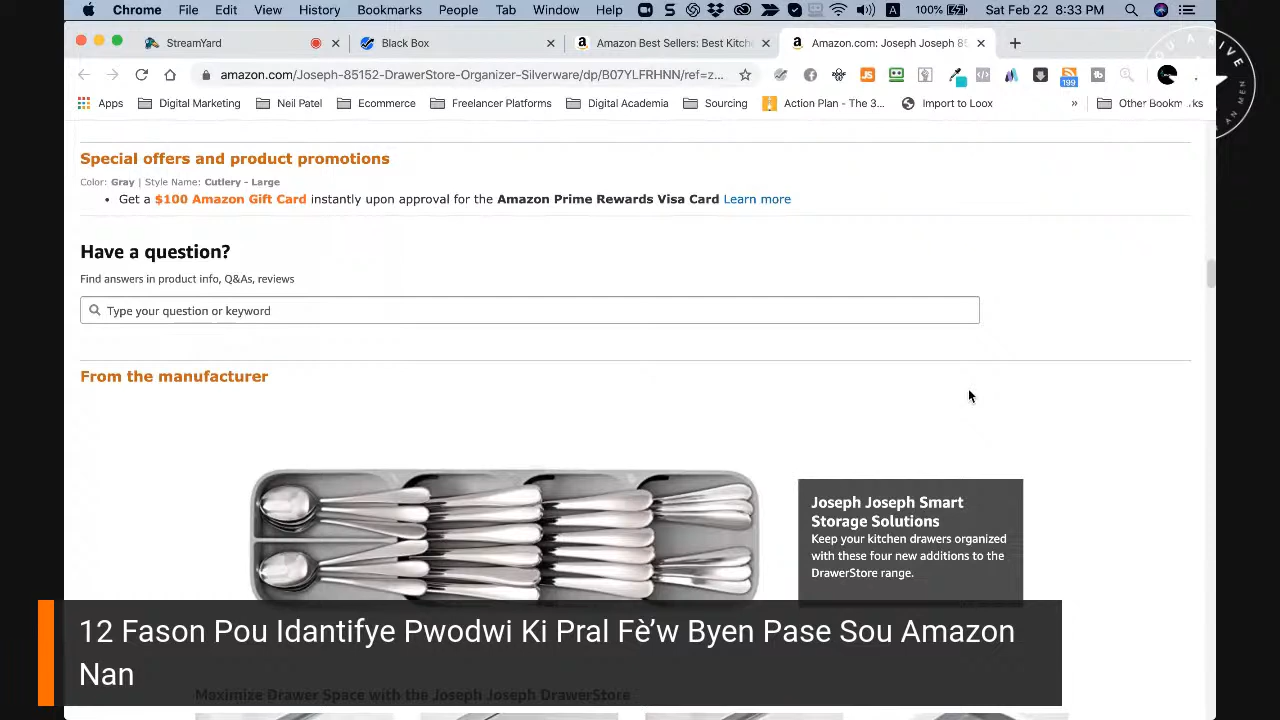 Chrome File Edit View History Bookmarks People Tab Window Help 100% Sat Feb 22 8:33 PM
StreamYard × Black Box × Amazon Best Sellers: Best Kitche × Amazon.com: Joseph Joseph 85 × +
amazon.com/Joseph-85152-DrawerStore-Organizer-Silverware/dp/B07YLFRHNN/ref=z... JS 199
Apps Digital Marketing Neil Patel Ecommerce Freelancer Platforms Digital Academia Sourcing Action Plan - The 3... Import to Loox » Other Bookmarks
Special offers and product promotions
Color: Gray | Style Name: Cutlery - Large
• Get a $100 Amazon Gift Card instantly upon approval for the Amazon Prime Rewards Visa Card Learn more
Have a question?
Find answers in product info, Q&As, reviews
Type your question or keyword
From the manufacturer
Joseph Joseph Smart
Storage Solutions
Keep your kitchen drawers organized
with these four new additions to the
DrawerStore range.
12 Fason Pou Idantifye Pwodwi Ki Pral Fè’w Byen Pase Sou Amazon
Nan
Maximize Drawer Space with the Joseph Joseph DrawerStore